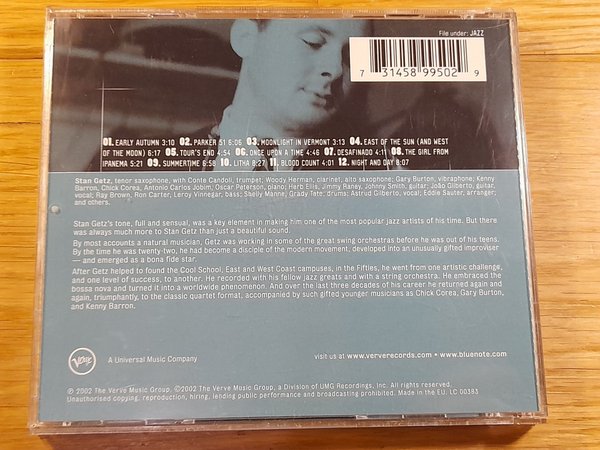 File under: JAZZ
7 31458 99502 9
01. EARLY AUTUMN 3:10 02. PARKER 51 5:06 03. MOONLIGHT IN VERMONT 3:13 04. EAST OF THE SUN (AND WEST
OF THE MOON) 6:17 05. TOUR'S END 4:54 06. ONCE UPON A TIME 4:46 07. DESAFINADO 4:11 08. THE GIRL FROM
IPANEMA 5:21 09. SUMMERTIME 6:58 10. LITHA 8:27 11. BLOOD COUNT 4:01 12. NIGHT AND DAY 8:07
Stan Getz, tenor saxophone; with Conte Candoli, trumpet; Woody Herman, clarinet, alto saxophone; Gary Burton, vibraphone; Kenny
Barron, Chick Corea, Antonio Carlos Jobim, Oscar Peterson, piano; Herb Ellis, Jimmy Raney, Johnny Smith, guitar; João Gilberto, guitar,
vocal; Ray Brown, Ron Carter, Leroy Vinnegar, bass; Shelly Manne, Grady Tate, drums; Astrud Gilberto, vocal; Eddie Sauter, arranger;
and others.
Stan Getz's tone, full and sensual, was a key element in making him one of the most popular jazz artists of his time. But there
was always much more to Stan Getz than just a beautiful sound.
By most accounts a natural musician, Getz was working in some of the great swing orchestras before he was out of his teens.
By the time he was twenty-two, he had become a disciple of the modern movement, developed into an unusually gifted improviser
— and emerged as a bona fide star.
After Getz helped to found the Cool School, East and West Coast campuses, in the Fifties, he went from one artistic challenge,
and one level of success, to another. He recorded with his fellow jazz greats and with a string orchestra. He embraced the
bossa nova and turned it into a worldwide phenomenon. And over the last three decades of his career he returned again and
again, triumphantly, to the classic quartet format, accompanied by such gifted younger musicians as Chick Corea, Gary Burton,
and Kenny Barron.
VERVE
A Universal Music Company
visit us at www.ververecords.com • www.bluenote.com
℗ 2002 The Verve Music Group, ©2002 The Verve Music Group, a Division of UMG Recordings, Inc. All rights reserved.
Unauthorised copying, reproduction, hiring, lending public performance and broadcasting prohibited. Made in the EU. LC 00383